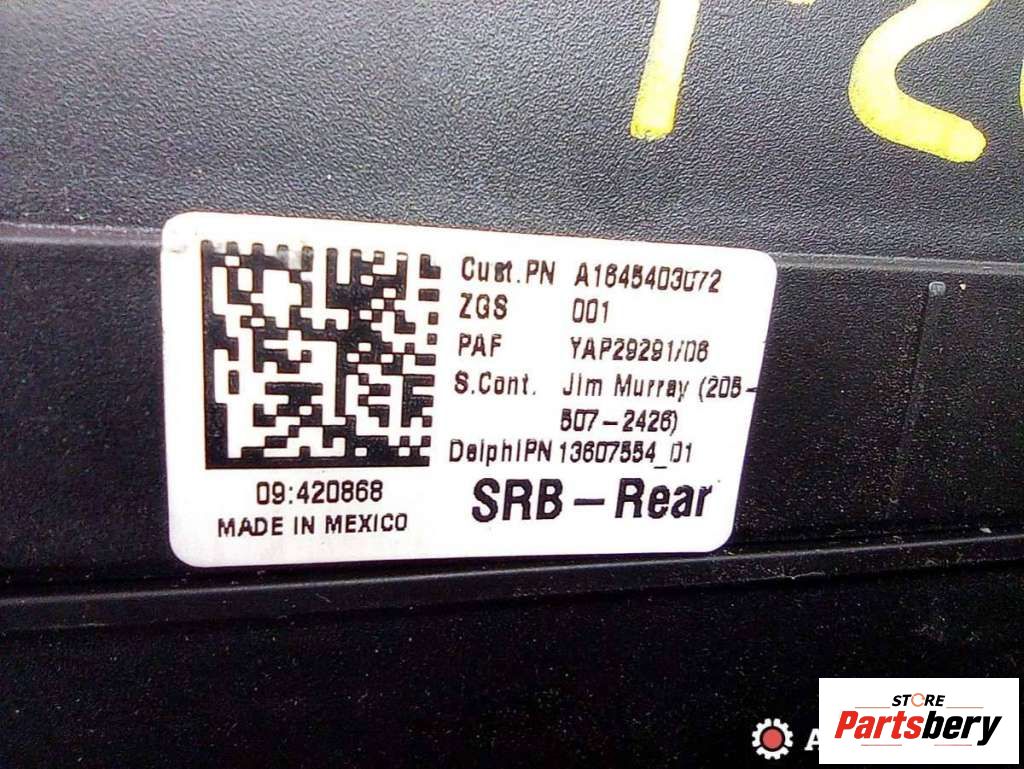 Cust.PN A1645403072
ZGS 001
PAF YAP29291/06
S.Cont. Jim Murray (205-
507-2426)
DelphiPN 13607554_01
09:420868
MADE IN MEXICO
SRB-Rear
STORE
Partsbery